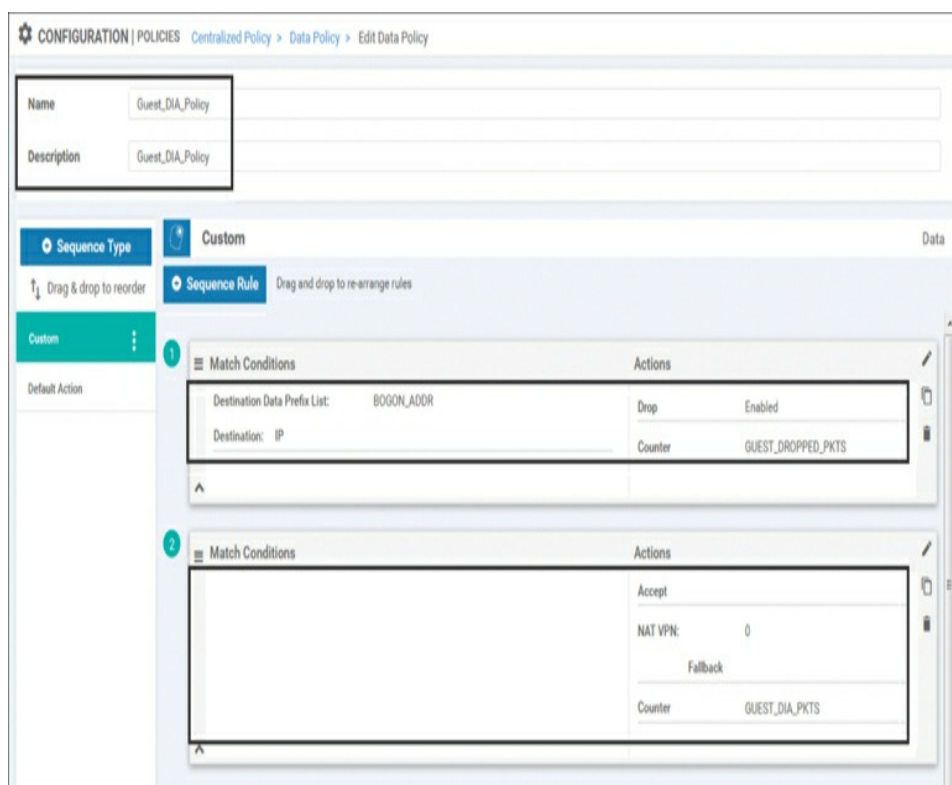 CONFIGURATION | POLICIES Centralized Policy > Data Policy > Edit Data Policy
Name Guest_DIA_Policy
Description Guest_DIA_Policy
Sequence Type
Drag & drop to reorder
Custom
Default Action
Custom Data
Sequence Rule Drag and drop to re-arrange rules
1 Match Conditions Actions
Destination Data Prefix List: BOGON_ADDR
Destination: IP
Drop Enabled
Counter GUEST_DROPPED_PKTS
2 Match Conditions Actions
Accept
NAT VPN: 0
Fallback
Counter GUEST_DIA_PKTS